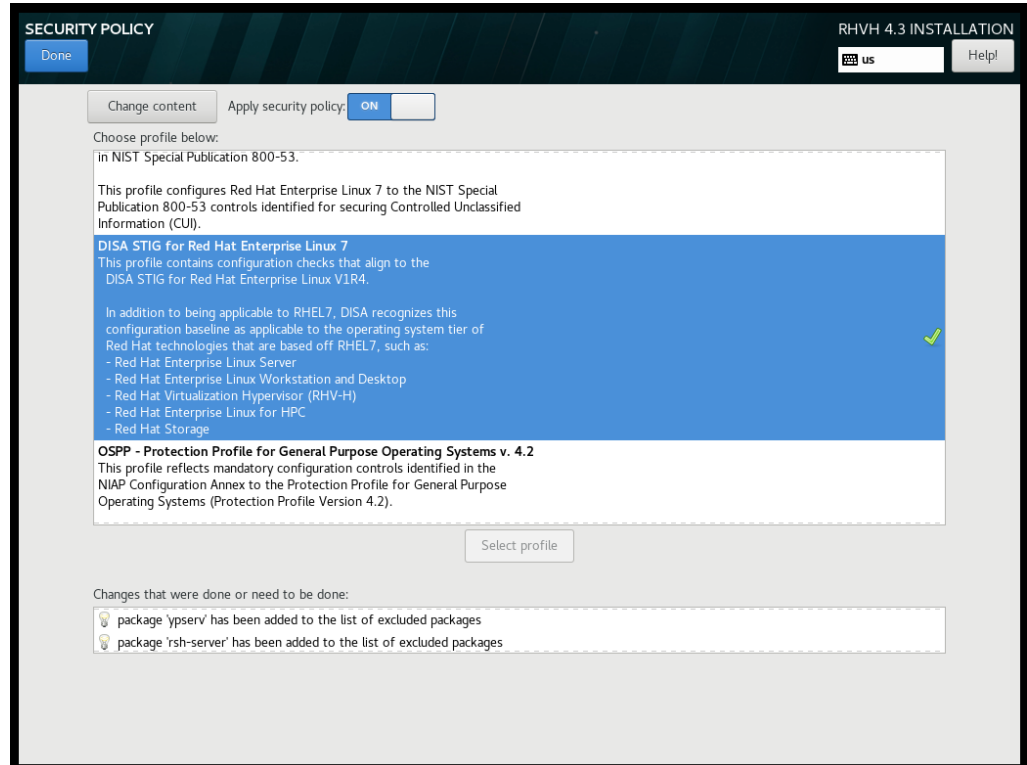 SECURITY POLICY
RHVH 4.3 INSTALLATION
Done
us
Help!
Change content
Apply security policy:
ON
Choose profile below:
in NIST Special Publication 800-53.
This profile configures Red Hat Enterprise Linux 7 to the NIST Special
Publication 800-53 controls identified for securing Controlled Unclassified
Information (CUI).
DISA STIG for Red Hat Enterprise Linux 7
This profile contains configuration checks that align to the
DISA STIG for Red Hat Enterprise Linux V1R4.
In addition to being applicable to RHEL7, DISA recognizes this
configuration baseline as applicable to the operating system tier of
Red Hat technologies that are based off RHEL7, such as:
- Red Hat Enterprise Linux Server
- Red Hat Enterprise Linux Workstation and Desktop
- Red Hat Virtualization Hypervisor (RHV-H)
- Red Hat Enterprise Linux for HPC
- Red Hat Storage
OSPP - Protection Profile for General Purpose Operating Systems v. 4.2
This profile reflects mandatory configuration controls identified in the
NIAP Configuration Annex to the Protection Profile for General Purpose
Operating Systems (Protection Profile Version 4.2).
Select profile
Changes that were done or need to be done:
package 'ypserv' has been added to the list of excluded packages
package 'rsh-server' has been added to the list of excluded packages